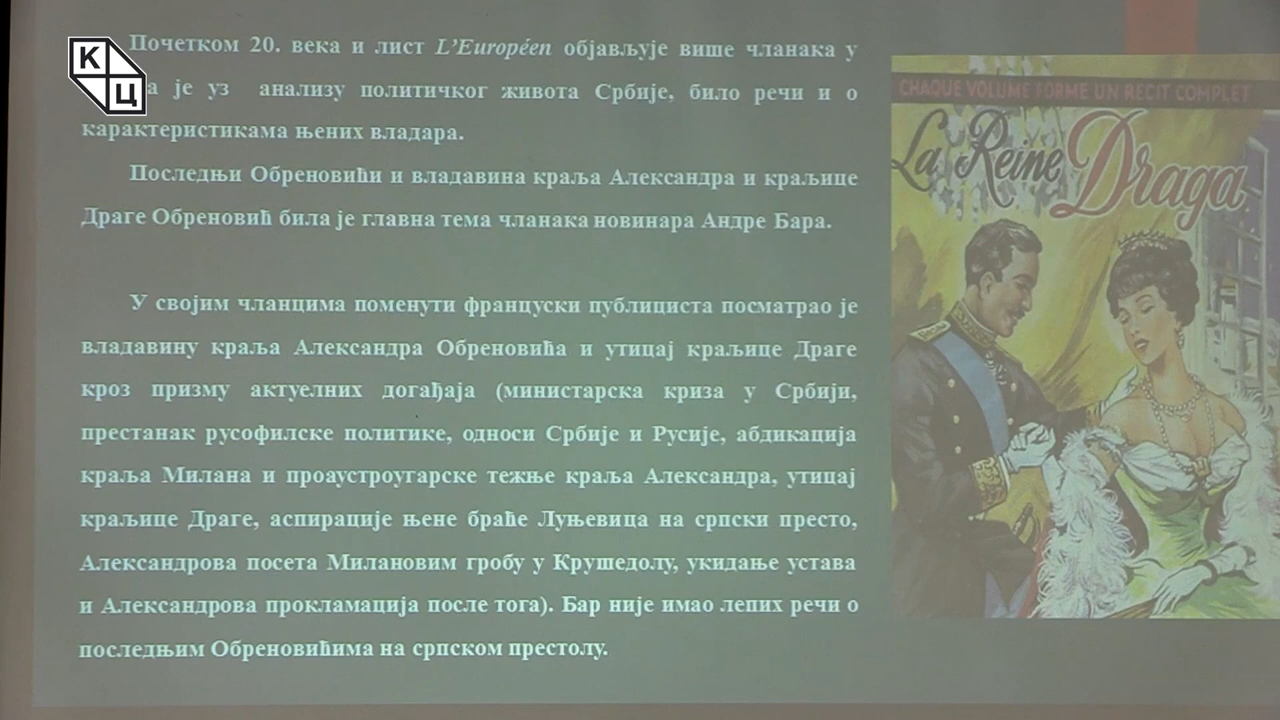 К
Ц
Почетком 20. века и лист L’Européen објављује више чланака у
је уз анализу политичког живота Србије, било речи и о
карактеристикама њених владара.
Последњи Обреновићи и владавина краља Александра и краљице
Драге Обреновић била је главна тема чланака новинара Андре Бара.
У својим чланцима поменути француски публициста посматрао је
владавину краља Александра Обреновића и утицај краљице Драге
кроз призму актуелних догађаја (министарска криза у Србији,
престанак русофилске политике, односи Србије и Русије, абдикација
краља Милана и проаустроугарске тежње краља Александра, утицај
краљице Драге, аспирације њене браће Луњевица на српски престо,
Александрова посета Милановим гробу у Крушедолу, укидање устава
и Александрова прокламација после тога). Бар није имао лепих речи о
последњим Обреновићима на српском престолу.
CHAQUE VOLUME FORME UN RECIT COMPLET
La Reine Draga